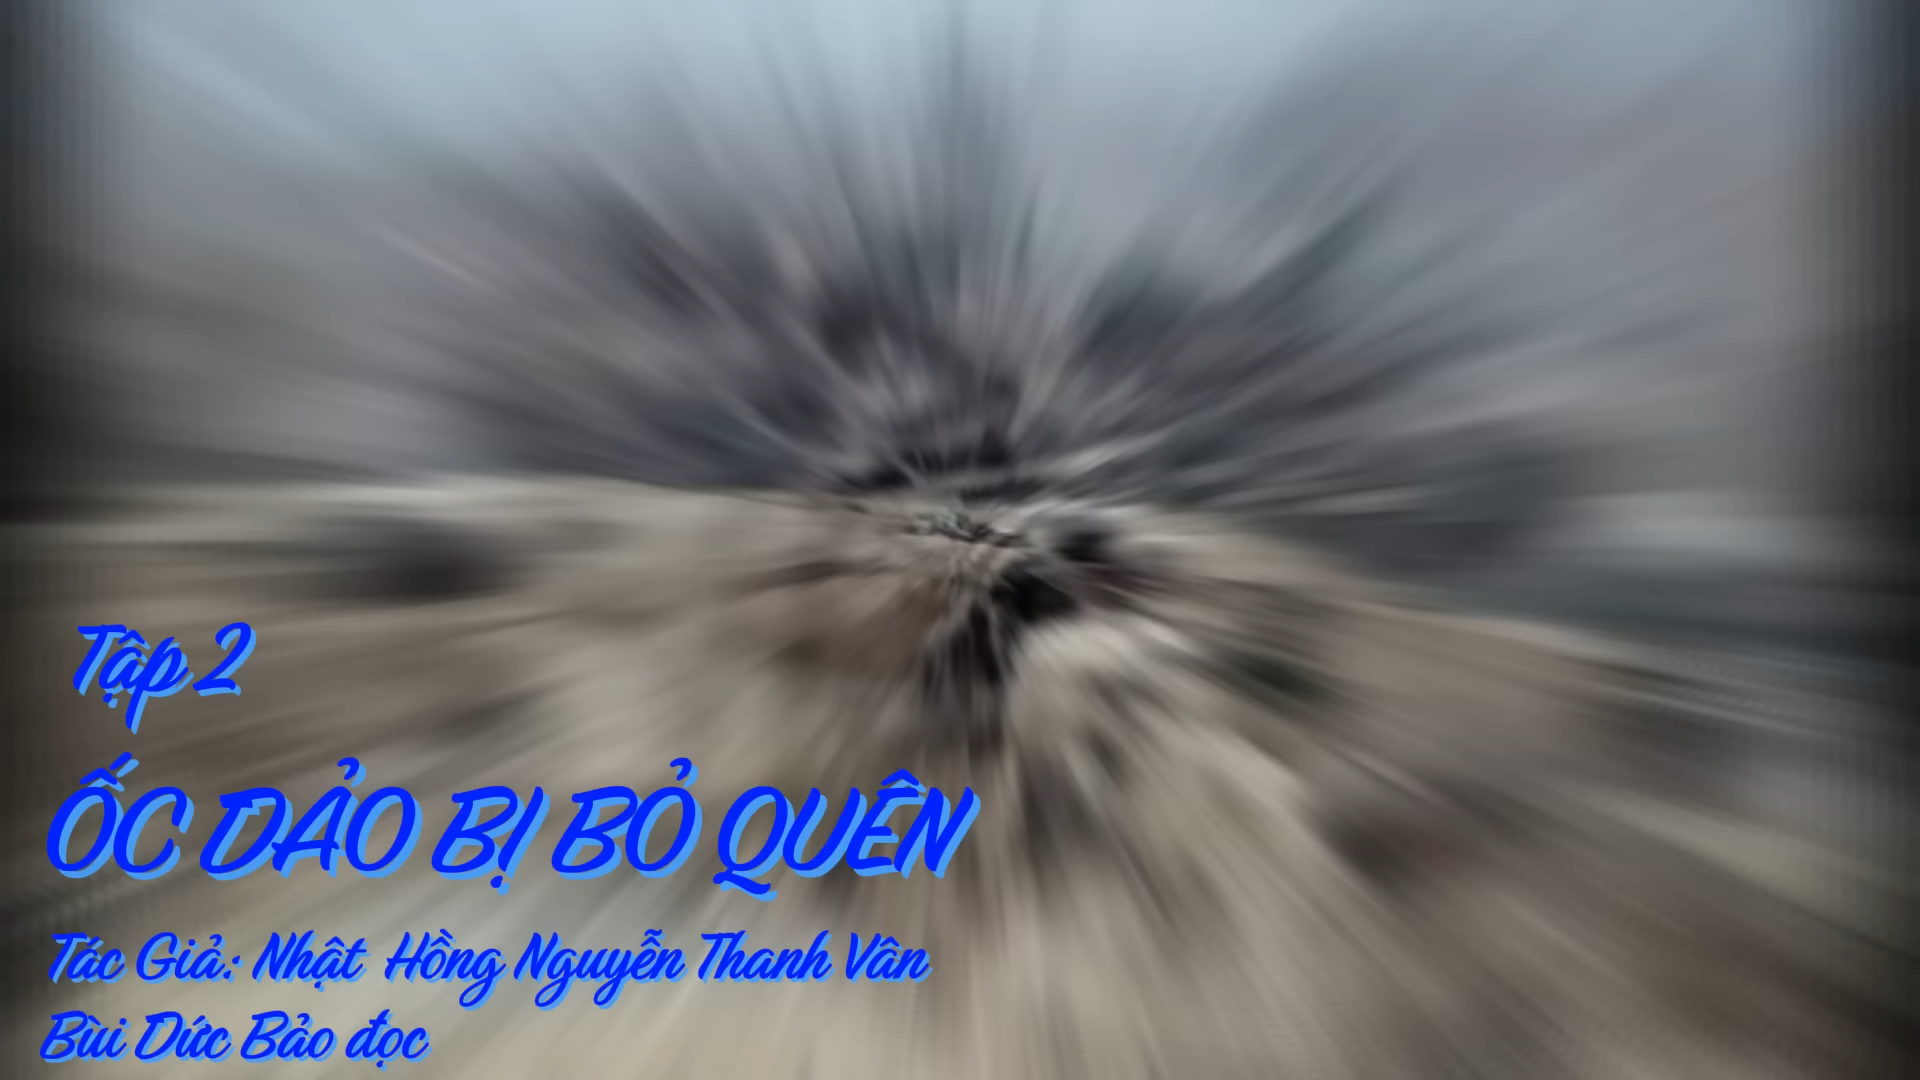 Tập 2
ỐC ĐẢO BỊ BỎ QUÊN
Tác Giả: Nhật Hồng Nguyễn Thanh Vân
Bùi Đức Bảo đọc